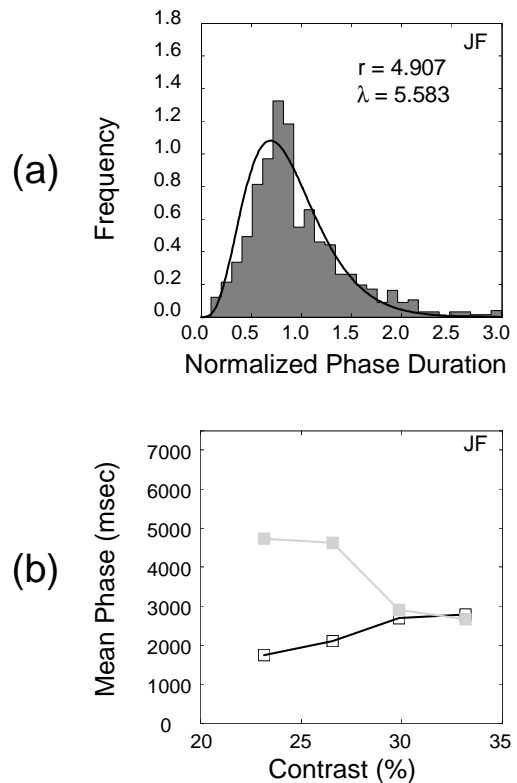 (a)
JF
r = 4.907
λ = 5.583
Frequency
1.8
1.6
1.4
1.2
1.0
0.8
0.6
0.4
0.2
0.0
0.0 0.5 1.0 1.5 2.0 2.5 3.0
Normalized Phase Duration
(b)
JF
Mean Phase (msec)
7000
6000
5000
4000
3000
2000
1000
0
20 25 30 35
Contrast (%)